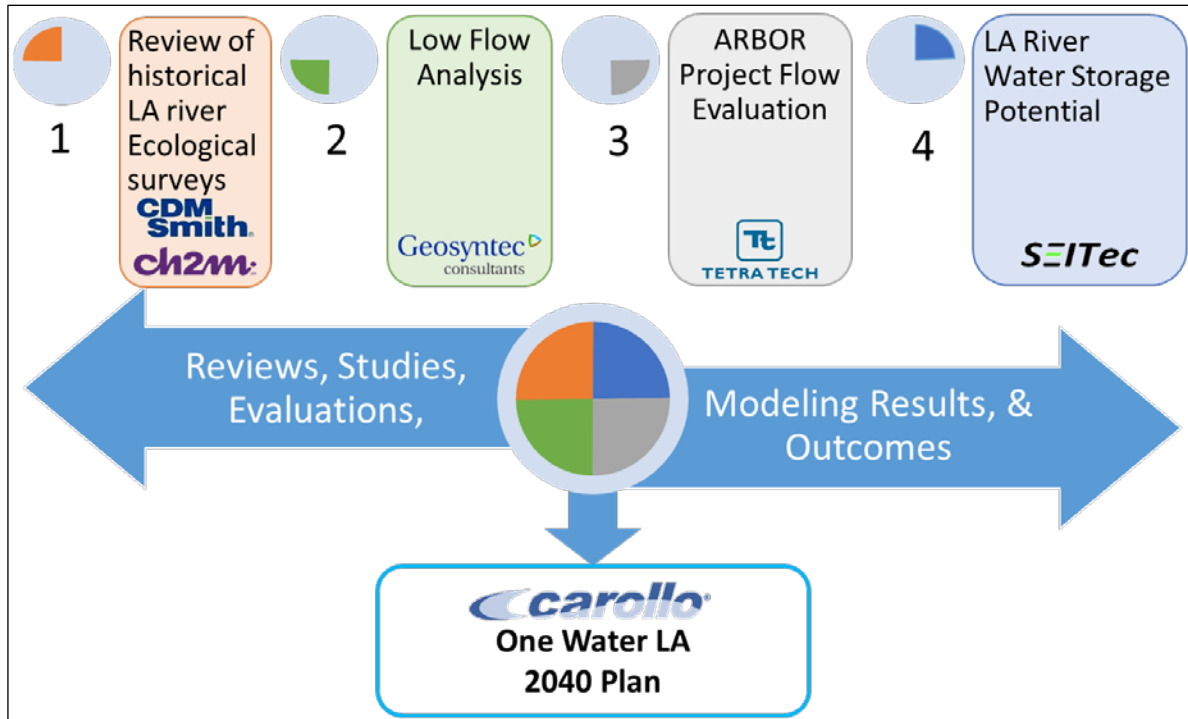 1
Review of
historical
LA river
Ecological
surveys
CDM
Smith®
ch2m:
2
Low Flow
Analysis
Geosyntec
consultants
3
ARBOR
Project Flow
Evaluation
Tt
TETRA TECH
4
LA River
Water Storage
Potential
SEITec
Reviews, Studies,
Evaluations,
Modeling Results, &
Outcomes
carollo®
One Water LA
2040 Plan